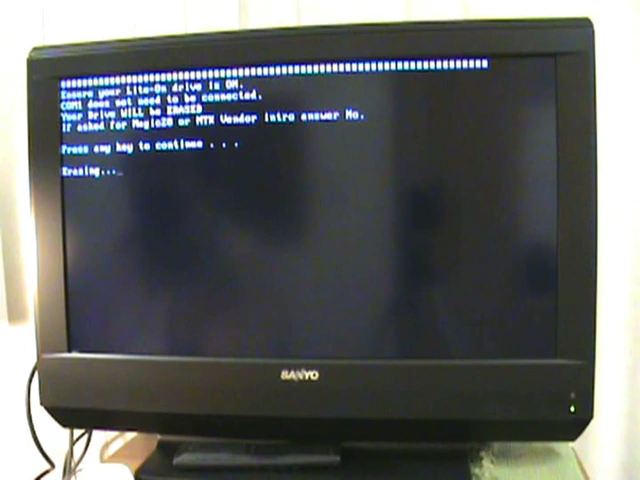 Ensure your Lite-On drive is ON.
COM1 does not need to be connected.
Your Drive WILL be ERASED
If asked for Magic28 or MTK Vendor Intro answer No.
Press any key to continue . . .
Erasing..._
SANYO